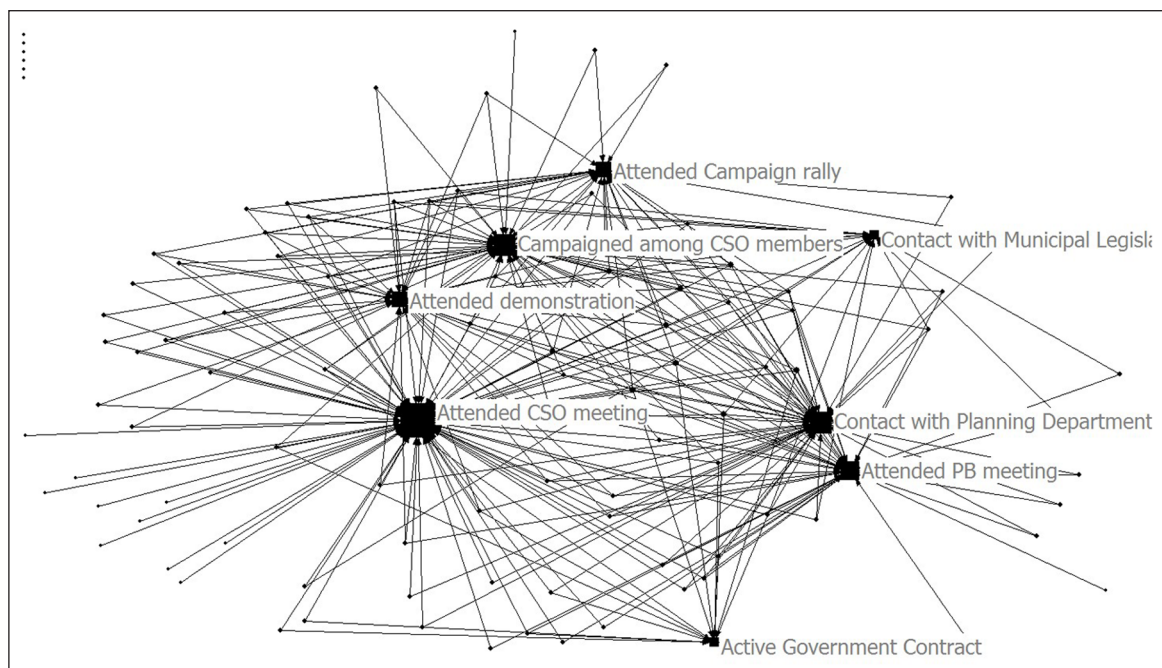 Attended Campaign rally
Campaigned among CSO members
Contact with Municipal Legisla
Attended demonstration
Attended CSO meeting
Contact with Planning Department
Attended PB meeting
Active Government Contract